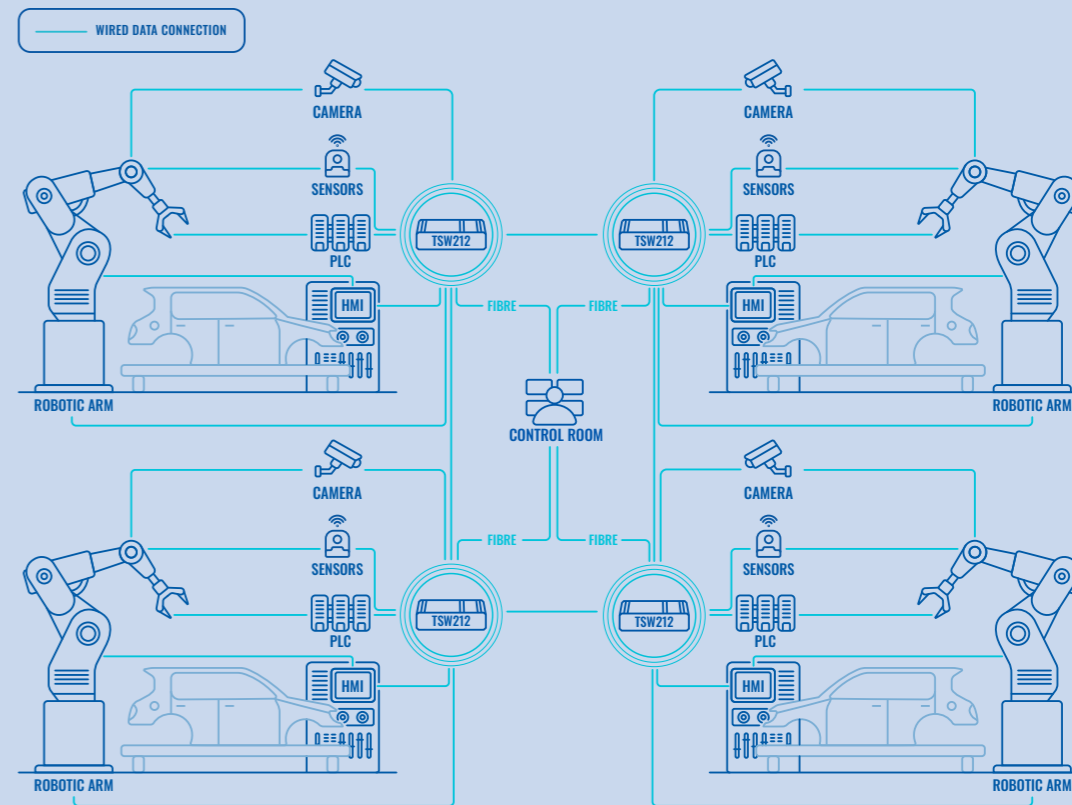 WIRED DATA CONNECTION
CAMERA
CAMERA
SENSORS
SENSORS
TSW212
TSW212
PLC
PLC
HMI
FIBRE
FIBRE
HMI
ROBOTIC ARM
ROBOTIC ARM
CONTROL ROOM
CAMERA
CAMERA
FIBRE
FIBRE
SENSORS
SENSORS
TSW212
TSW212
PLC
PLC
HMI
HMI
ROBOTIC ARM
ROBOTIC ARM